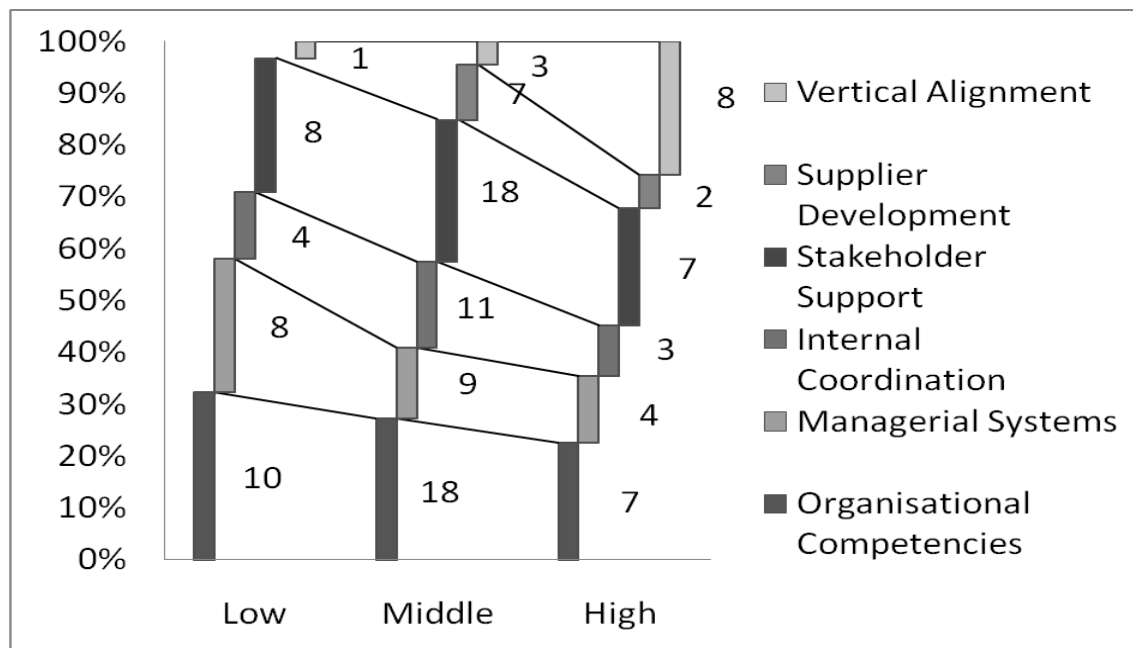 100%
90%
80%
70%
60%
50%
40%
30%
20%
10%
0%
1
3
8
7
8
18
2
4
7
11
8
3
9
4
10
18
7
Low Middle High
Vertical Alignment
Supplier
Development
Stakeholder
Support
Internal
Coordination
Managerial Systems
Organisational
Competencies